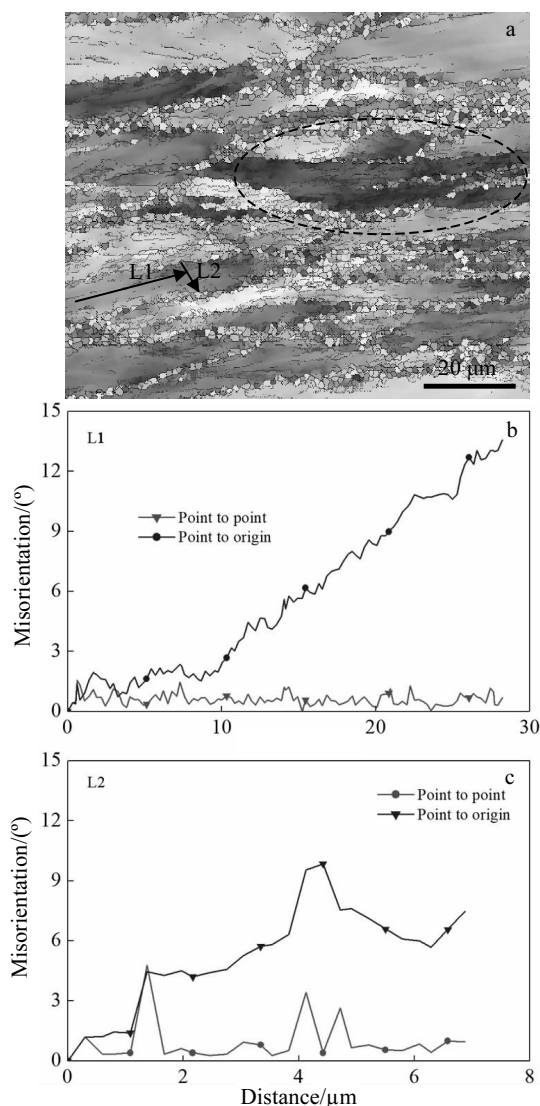 a
L1
L2
20 μm
b
L1
15
12
9
6
3
0
Point to point
Point to origin
Misorientation/(º)
0
10
20
30
c
L2
15
12
9
6
3
0
Point to point
Point to origin
Misorientation/(º)
0
2
4
6
8
Distance/μm